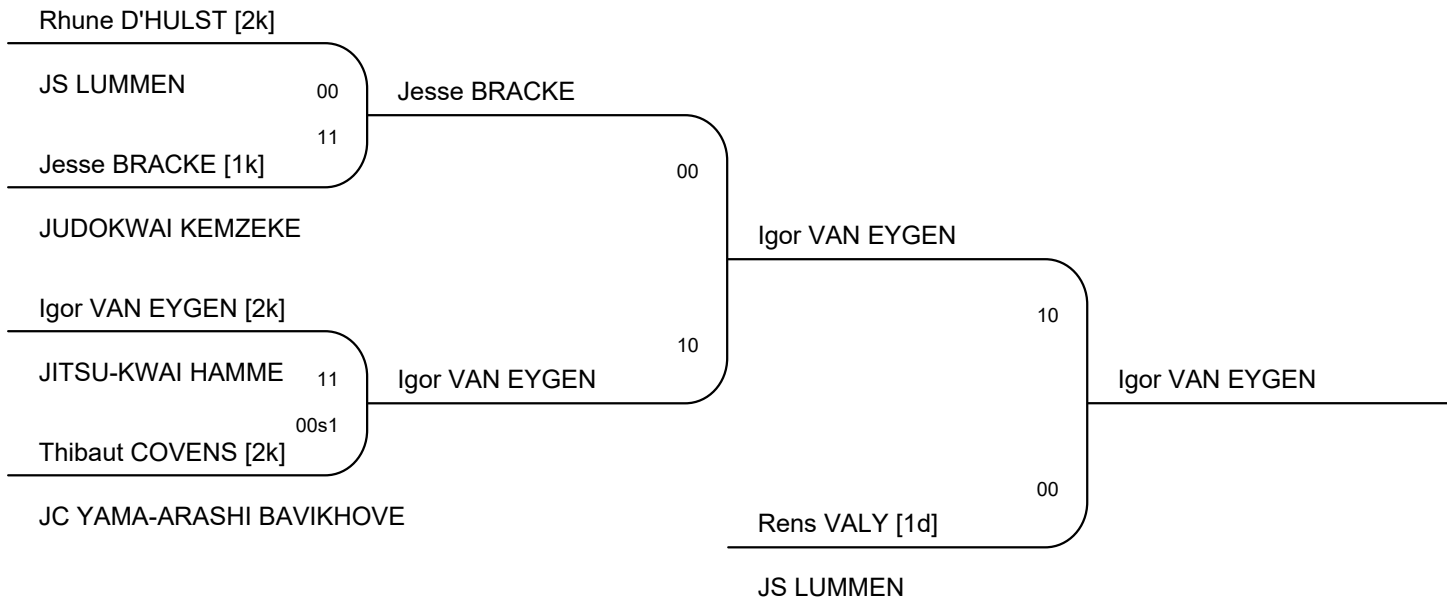 Rhune D'HULST [2k]
JS LUMMEN
00
11
Jesse BRACKE [1k]
JUDOKWAI KEMZEKE
Igor VAN EYGEN [2k]
JITSU-KWAI HAMME
11
00s1
Thibaut COVENS [2k]
JC YAMA-ARASHI BAVIKHOVE
Jesse BRACKE
00
10
Igor VAN EYGEN
Igor VAN EYGEN
10
00
Rens VALY [1d]
JS LUMMEN
Igor VAN EYGEN